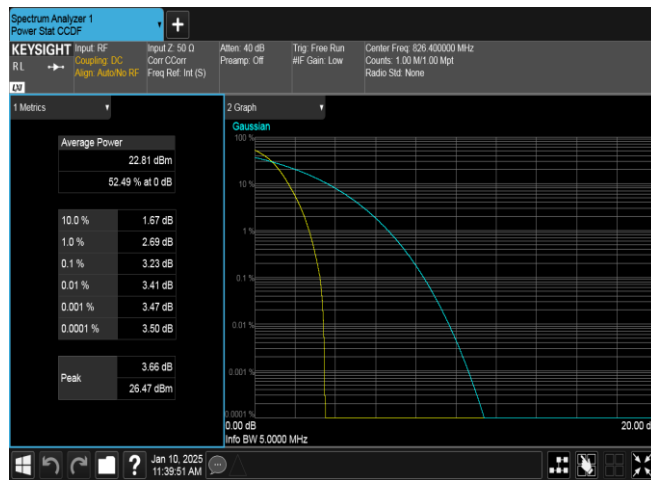 Spectrum Analyzer 1
Power Stat CCDF
+
KEYSIGHT
R L
LXI
Input: RF
Coupling: DC
Align: Auto/No RF
Input Z: 50 Ω
Corr CCorr
Freq Ref: Int (S)
Atten: 40 dB
Preamp: Off
Trig: Free Run
#IF Gain: Low
Center Freq: 826.400000 MHz
Counts: 1.00 M/1.00 Mpt
Radio Std: None
1 Metrics
Average Power
22.81 dBm
52.49 % at 0 dB
10.0 % 1.67 dB
1.0 % 2.69 dB
0.1 % 3.23 dB
0.01 % 3.41 dB
0.001 % 3.47 dB
0.0001 % 3.50 dB
Peak
3.66 dB
26.47 dBm
2 Graph
Gaussian
100 %
10 %
1 %
0.1 %
0.01 %
0.001 %
0.0001 %
0.00 dB
20.00 d
Info BW 5.0000 MHz
?
Jan 10, 2025
11:39:51 AM